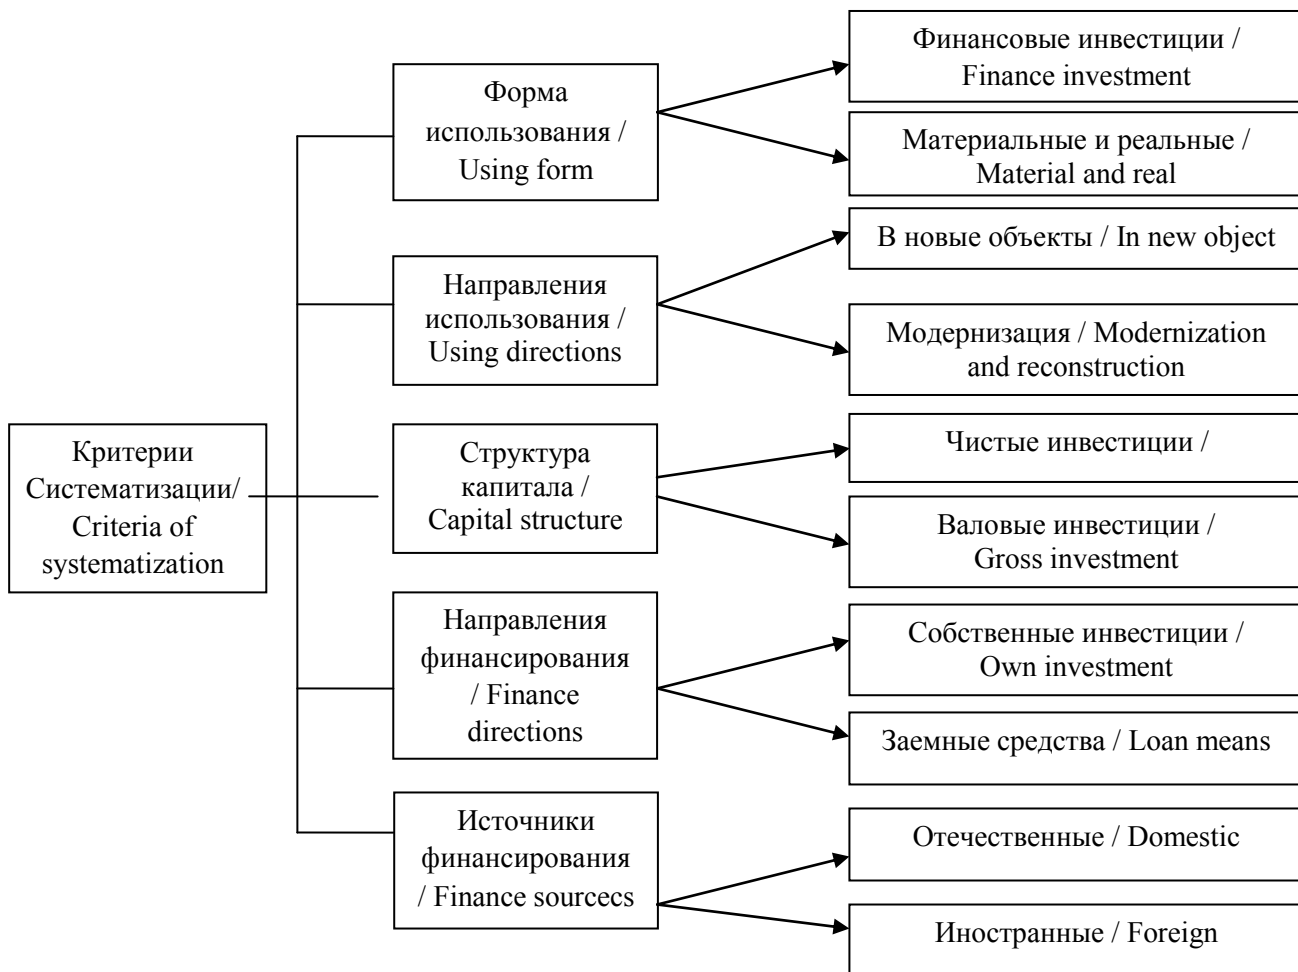 Критерии
Систематизации/
Criteria of
systematization
Форма
использования /
Using form
Финансовые инвестиции /
Finance investment
Материальные и реальные /
Material and real
Направления
использования /
Using directions
В новые объекты / In new object
Модернизация / Modernization
and reconstruction
Структура
капитала /
Capital structure
Чистые инвестиции /
Валовые инвестиции /
Gross investment
Направления
финансирования
/ Finance
directions
Собственные инвестиции /
Own investment
Заемные средства / Loan means
Источники
финансирования
/ Finance sourcecs
Отечественные / Domestic
Иностранные / Foreign